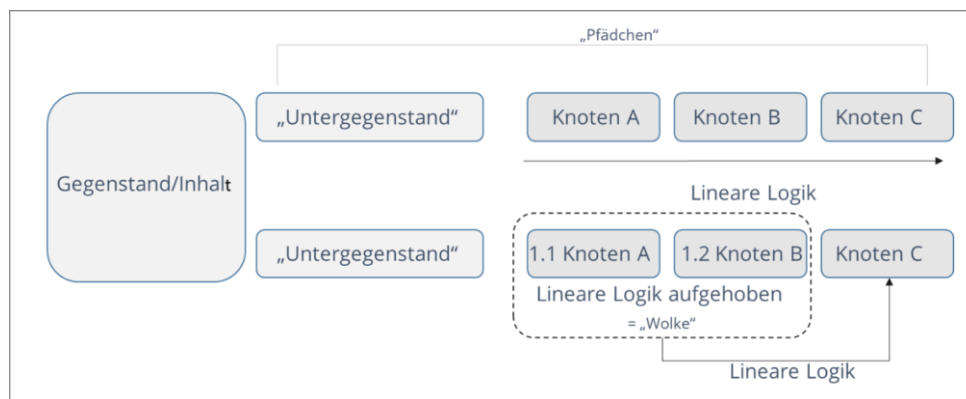 „Pfädchen“
„Untergegenstand“
Knoten A
Knoten B
Knoten C
Gegenstand/Inhalt
Lineare Logik
„Untergegenstand“
1.1 Knoten A
1.2 Knoten B
Knoten C
Lineare Logik aufgehoben
= „Wolke“
Lineare Logik